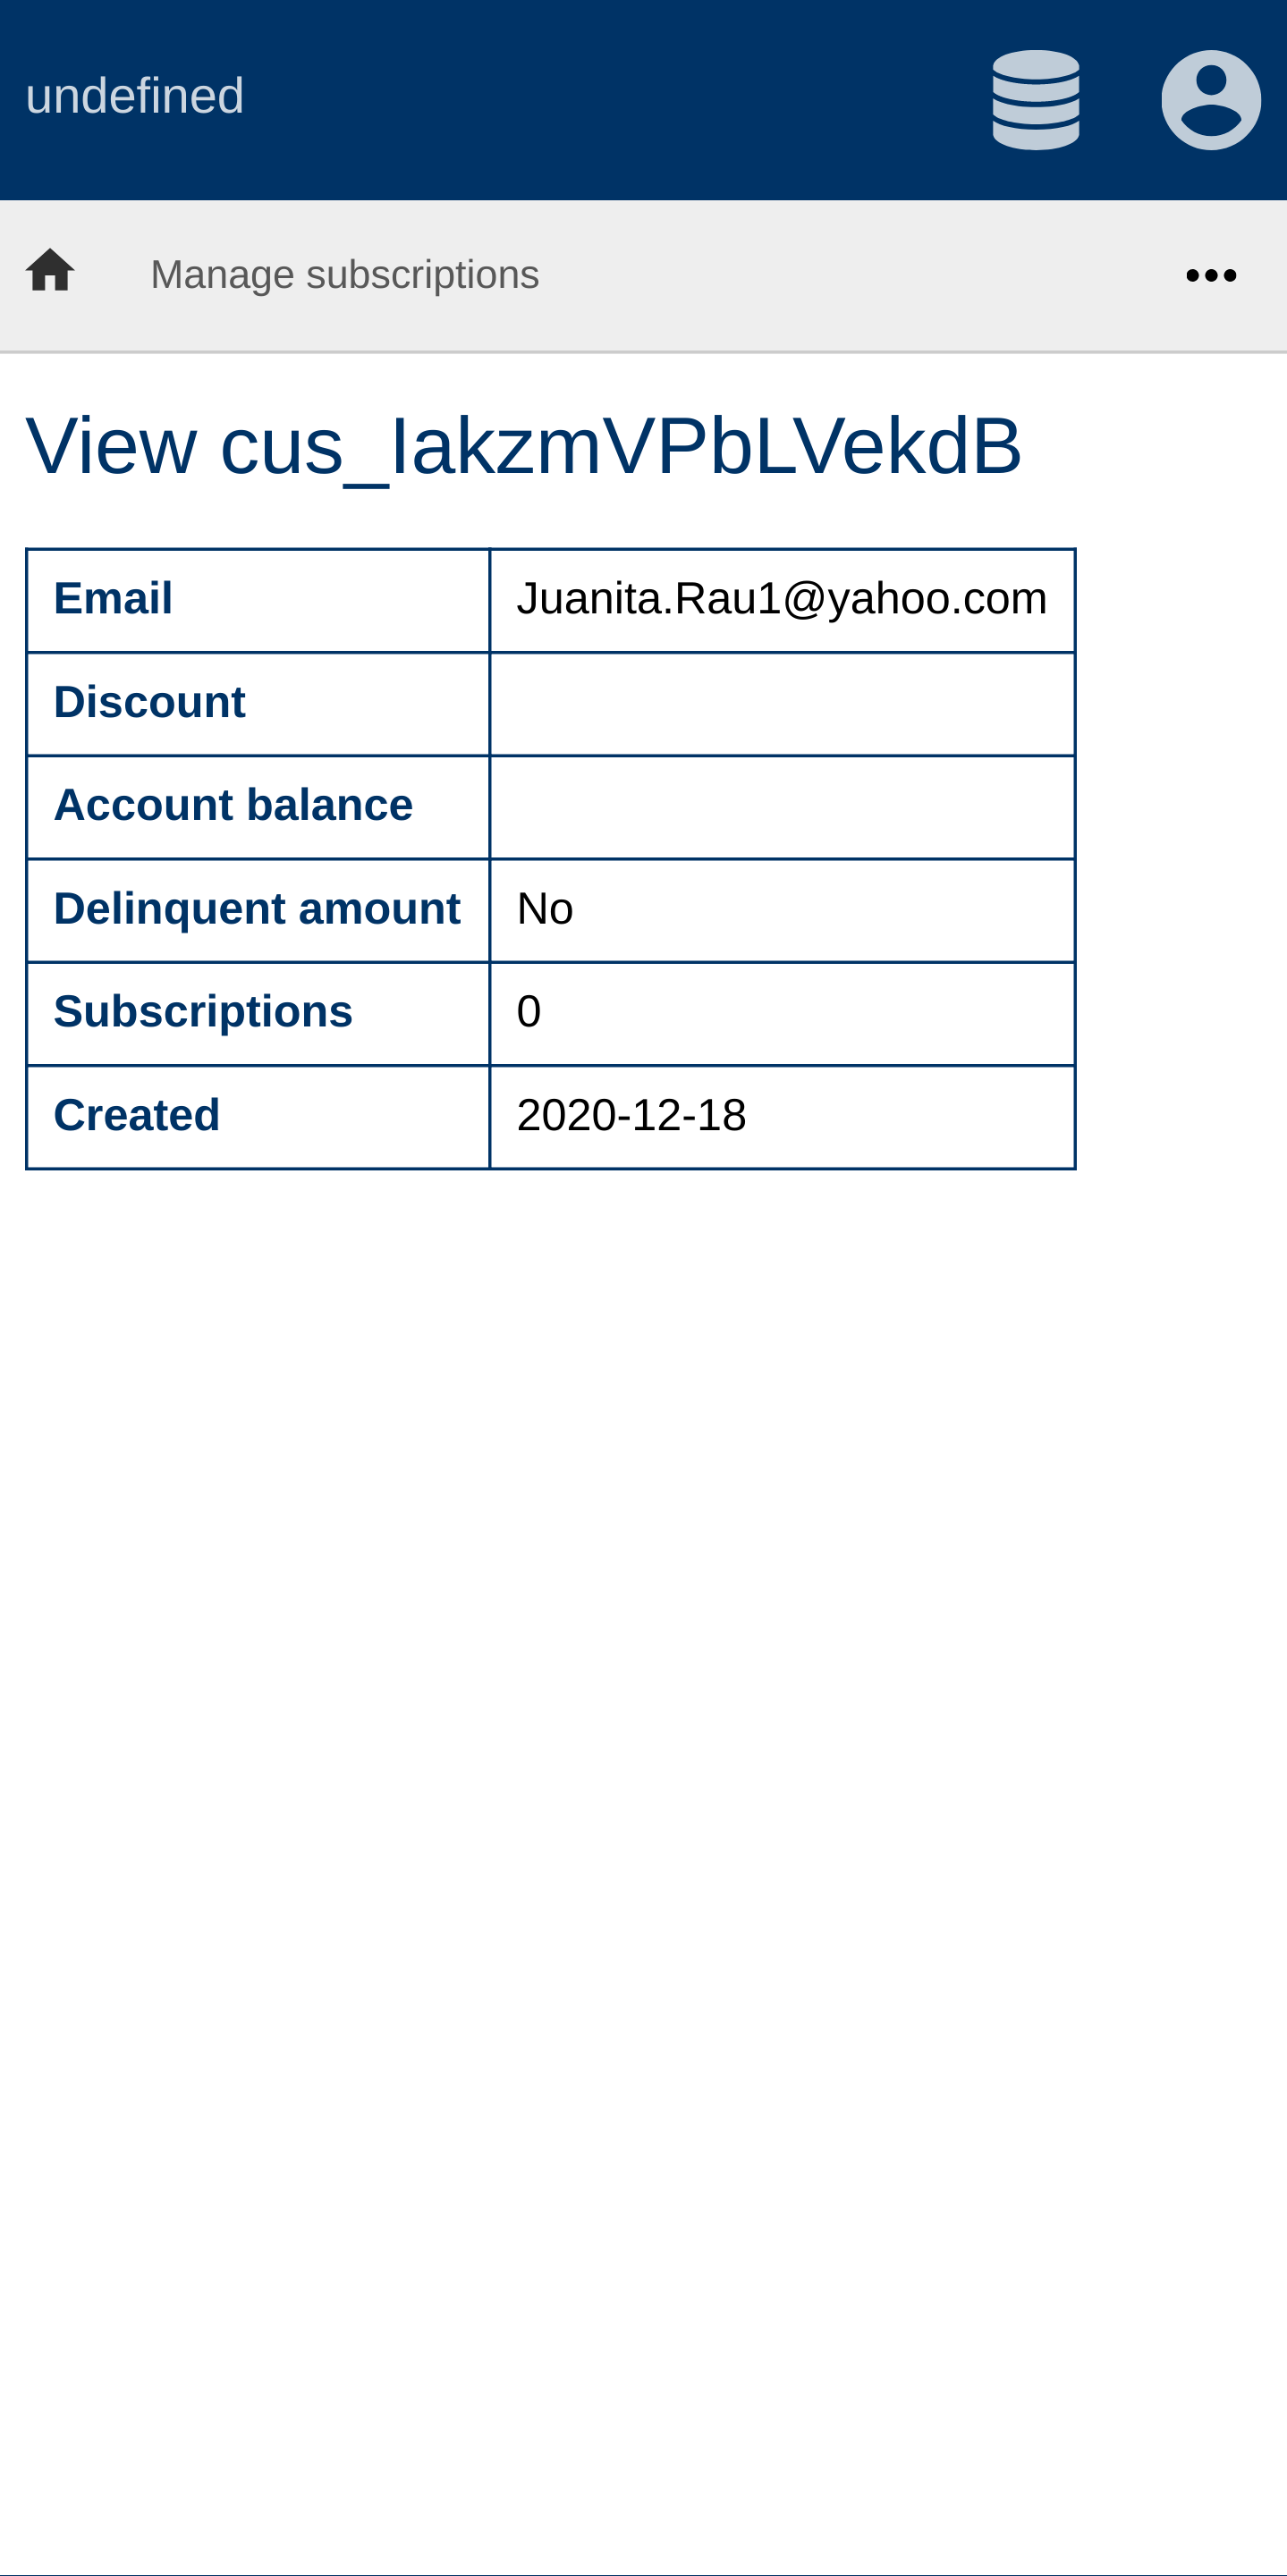 undefined
Manage subscriptions
View cus_IakzmVPbLVekdB
Email Juanita.Rau1@yahoo.com
Discount
Account balance
Delinquent amount No
Subscriptions 0
Created 2020-12-18